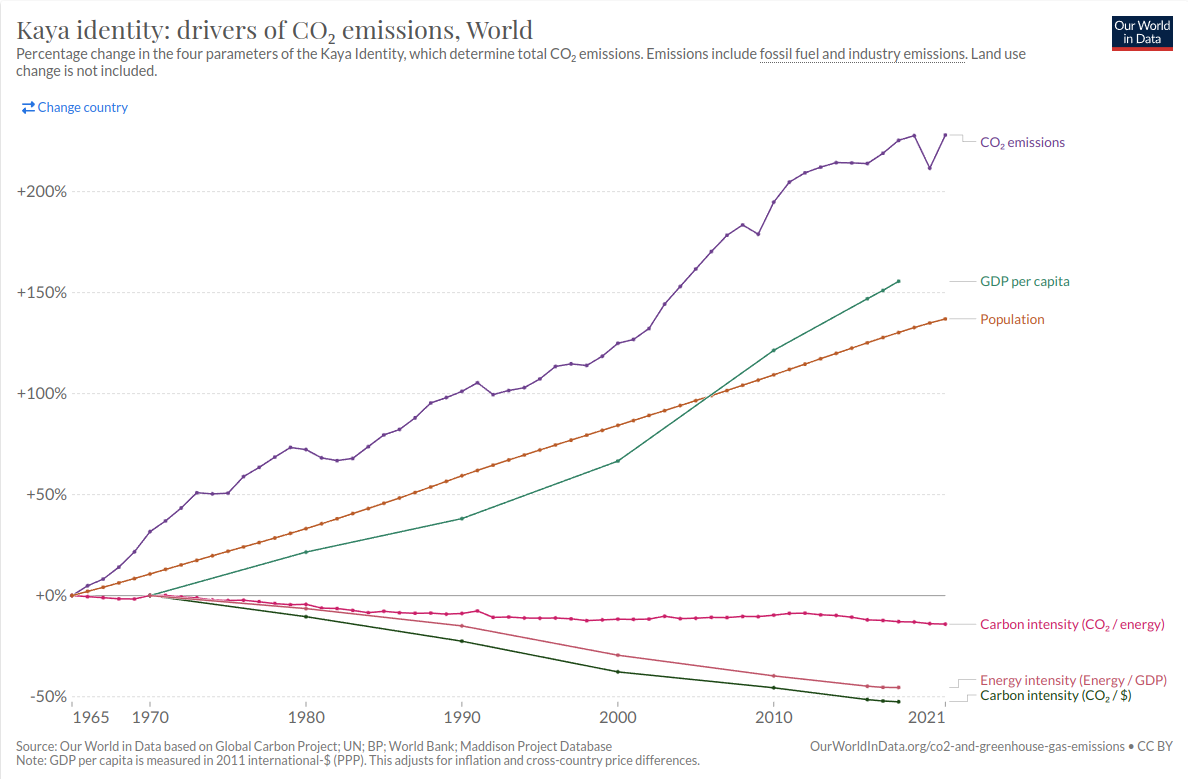 Kaya identity: drivers of CO₂ emissions, World
Our World
in Data
Percentage change in the four parameters of the Kaya Identity, which determine total CO₂ emissions. Emissions include fossil fuel and industry emissions. Land use
change is not included.
Change country
CO₂ emissions
+200%
GDP per capita
+150%
Population
+100%
+50%
+0%
Carbon intensity (CO₂ / energy)
Energy intensity (Energy / GDP)
-50%
Carbon intensity (CO₂ / $)
1965 1970 1980 1990 2000 2010 2021
Source: Our World in Data based on Global Carbon Project; UN; BP; World Bank; Maddison Project Database
OurWorldInData.org/co2-and-greenhouse-gas-emissions • CC BY
Note: GDP per capita is measured in 2011 international-$ (PPP). This adjusts for inflation and cross-country price differences.